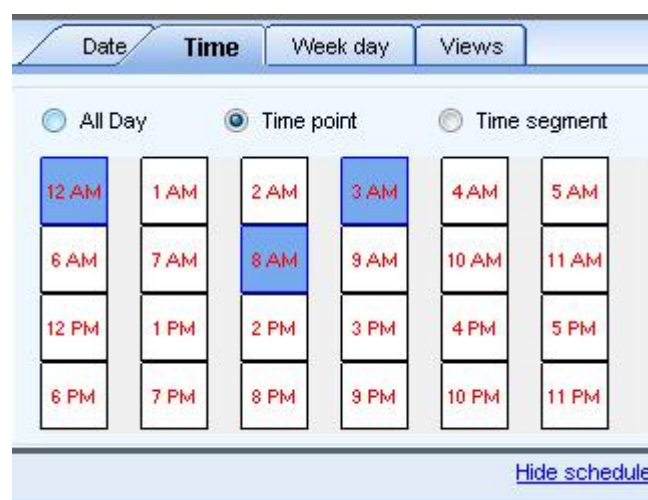 Date Time Week day Views
All Day Time point Time segment
12 AM 1 AM 2 AM 3 AM 4 AM 5 AM
6 AM 7 AM 8 AM 9 AM 10 AM 11 AM
12 PM 1 PM 2 PM 3 PM 4 PM 5 PM
6 PM 7 PM 8 PM 9 PM 10 PM 11 PM
Hide schedule